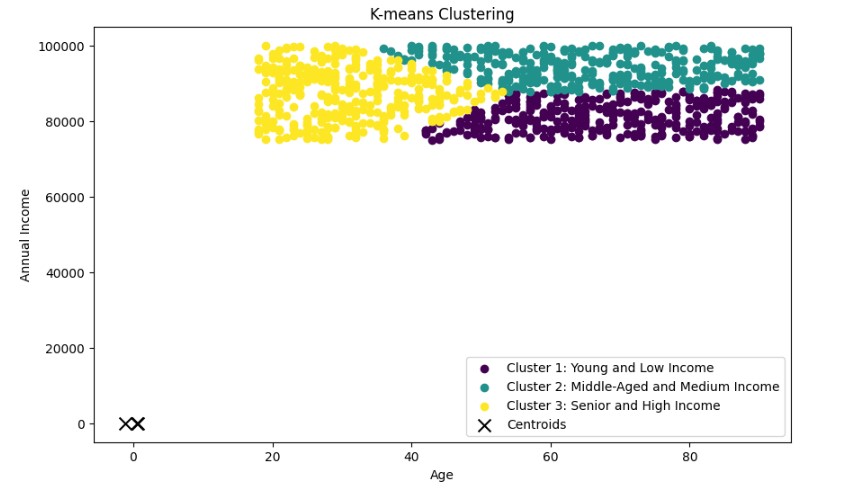 K-means Clustering
100000
80000
60000
40000
20000
0
Annual Income
0 20 40 60 80
Age
Cluster 1: Young and Low Income
Cluster 2: Middle-Aged and Medium Income
Cluster 3: Senior and High Income
Centroids